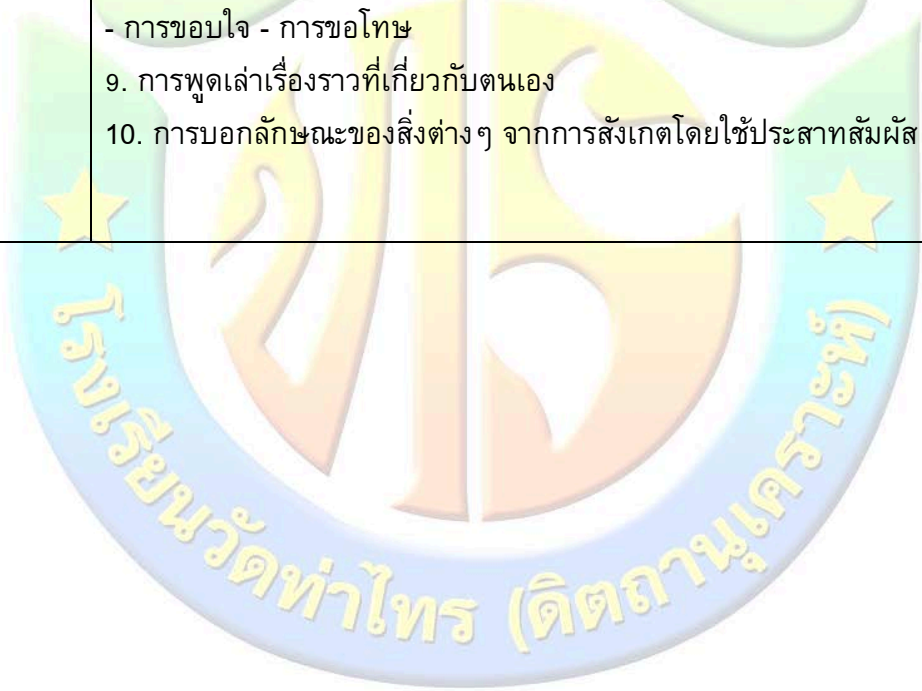 - การขอบใจ - การขอโทษ
9. การพูดเล่าเรื่องราวที่เกี่ยวกับตนเอง
10. การบอกลักษณะของสิ่งต่างๆ จากการสังเกตโดยใช้ประสาทสัมผัส
โรงเรียนวัดท่าไทร (ดิตถานุเคราะห์)